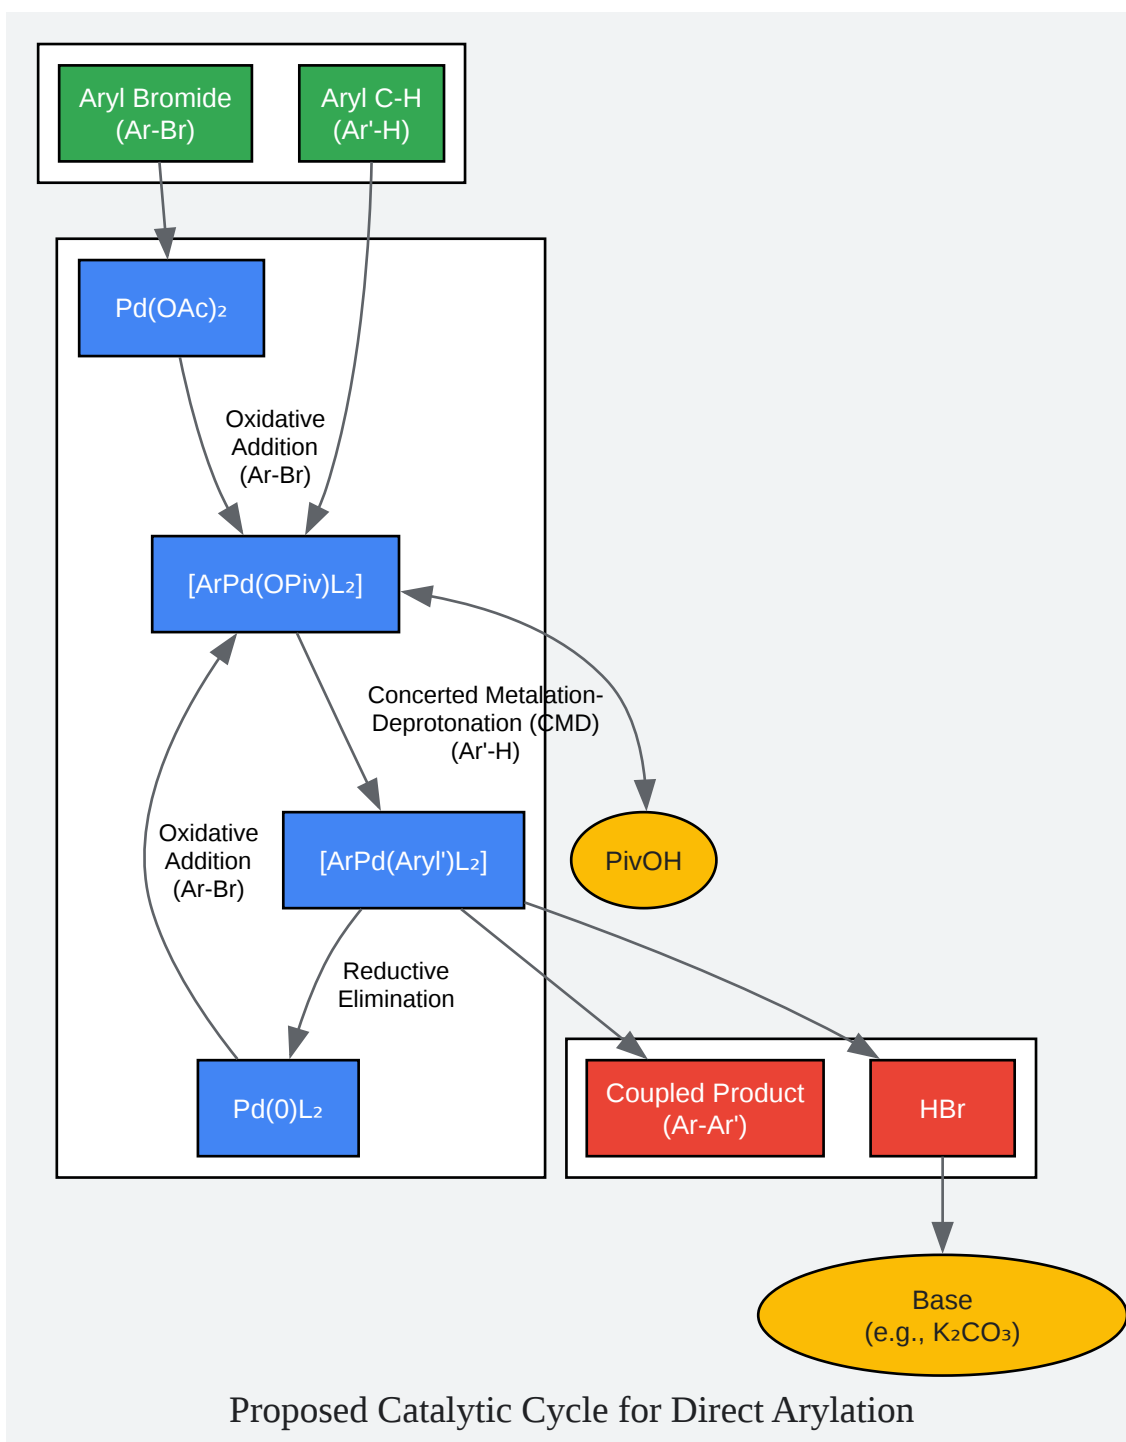 Aryl Bromide
(Ar-Br)
Aryl C-H
(Ar'-H)
Pd(OAc)₂
Oxidative
Addition
(Ar-Br)
[ArPd(OPiv)L₂]
Concerted Metalation-
Deprotonation (CMD)
(Ar'-H)
Oxidative
Addition
(Ar-Br)
[ArPd(Aryl')L₂]
PivOH
Reductive
Elimination
Pd(0)L₂
Coupled Product
(Ar-Ar')
HBr
Base
(e.g., K₂CO₃)
Proposed Catalytic Cycle for Direct Arylation